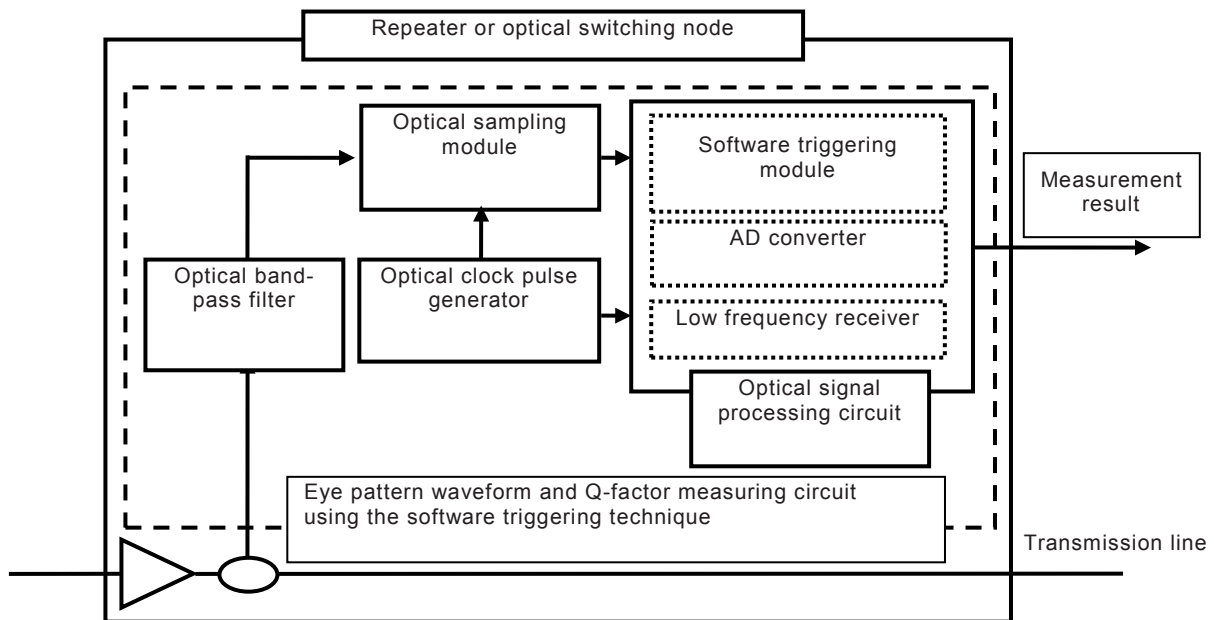 Repeater or optical switching node
Optical sampling
module
Software triggering
module
Measurement
result
AD converter
Optical band-
pass filter
Optical clock pulse
generator
Low frequency receiver
Optical signal
processing circuit
Eye pattern waveform and Q-factor measuring circuit
using the software triggering technique
Transmission line